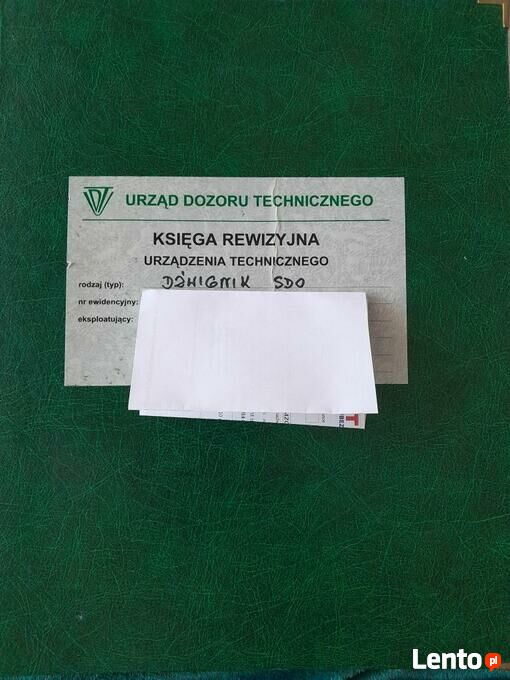 URZĄD DOZORU TECHNICZNEGO
KSIĘGA REWIZYJNA
URZĄDZENIA TECHNICZNEGO
rodzaj (typ): DŹWIGNIK SDO
nr ewidencyjny:
eksploatujący:
Lento.pl